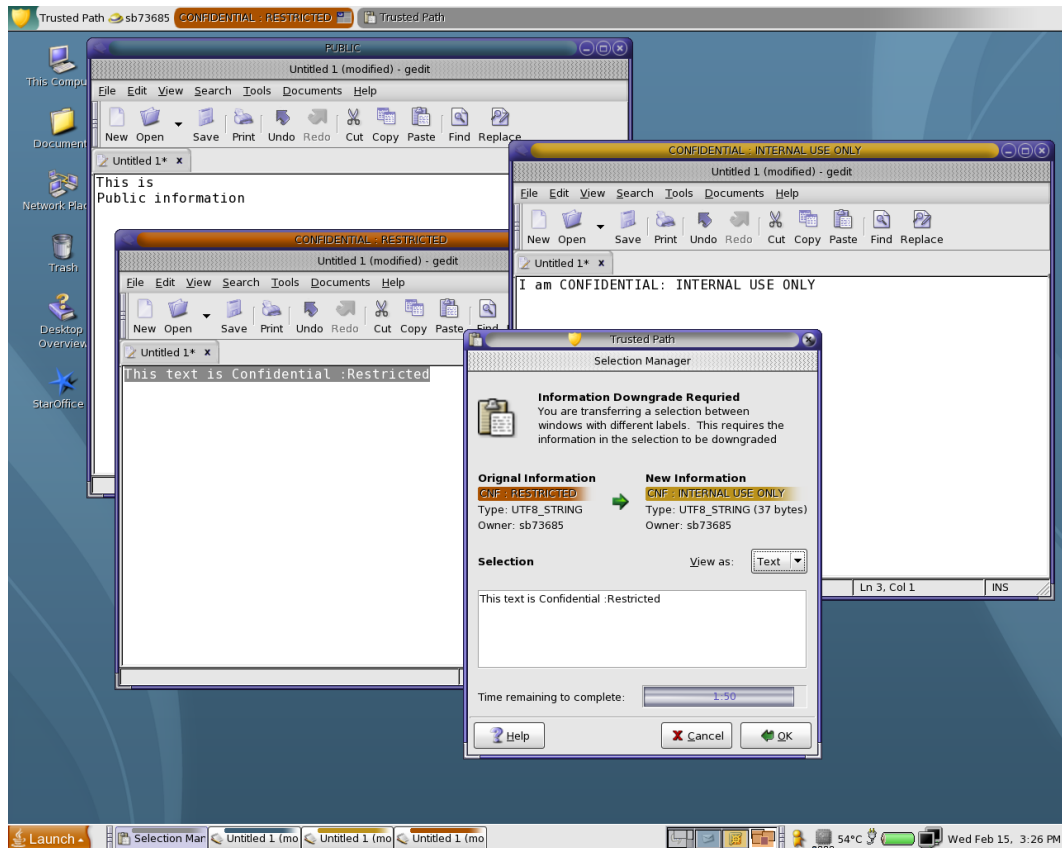 Trusted Path sb73685 CONFIDENTIAL : RESTRICTED Trusted Path
This Compu
Document
Network Plac
Trash
Desktop
Overview
StarOffice
PUBLIC
Untitled 1 (modified) - gedit
File Edit View Search Tools Documents Help
New Open Save Print Undo Redo Cut Copy Paste Find Replace
Untitled 1* x
This is
Public information
CONFIDENTIAL : INTERNAL USE ONLY
Untitled 1 (modified) - gedit
File Edit View Search Tools Documents Help
New Open Save Print Undo Redo Cut Copy Paste Find Replace
Untitled 1* x
I am CONFIDENTIAL: INTERNAL USE ONLY
Ln 3, Col 1 INS
CONFIDENTIAL : RESTRICTED
Untitled 1 (modified) - gedit
File Edit View Search Tools Documents Help
New Open Save Print Undo Redo Cut Copy Paste Find
Untitled 1* x
This text is Confidential :Restricted
Trusted Path
Selection Manager
Information Downgrade Requried
You are transferring a selection between
windows with different labels. This requires the
information in the selection to be downgraded
Orignal Information New Information
CNF : RESTRICTED CNF : INTERNAL USE ONLY
Type: UTF8_STRING Type: UTF8_STRING (37 bytes)
Owner: sb73685 Owner: sb73685
Selection View as: Text
This text is Confidential :Restricted
Time remaining to complete: 1:50
Help Cancel OK
Launch Selection Mar Untitled 1 (mo Untitled 1 (mo Untitled 1 (mo 54°C Wed Feb 15, 3:26 PM